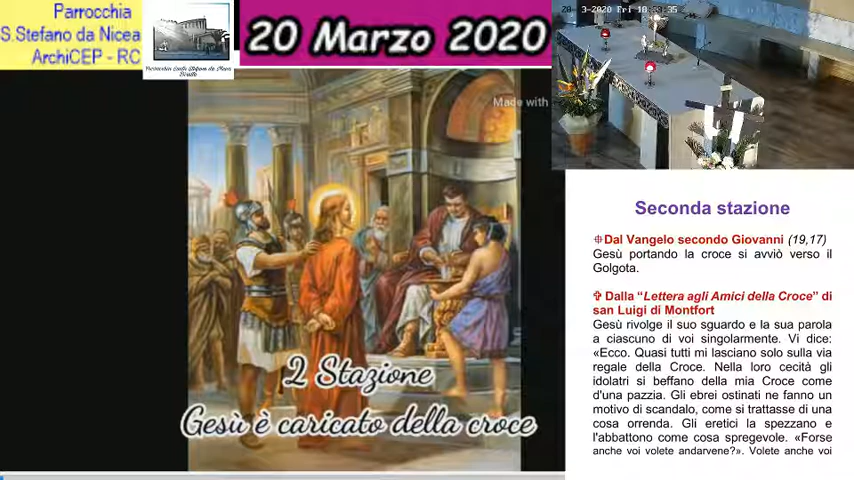 Parrocchia
S.Stefano da Nicea
ArchiCEP - RC
20 Marzo 2020
Made with
2 Stazione
Gesù è caricato della croce
Seconda stazione
Dal Vangelo secondo Giovanni (19,17)
Gesù portando la croce si avviò verso il
Golgota.
✞ Dalla “Lettera agli Amici della Croce” di
san Luigi di Montfort
Gesù rivolge il suo sguardo e la sua parola
a ciascuno di voi singolarmente. Vi dice:
«Ecco. Quasi tutti mi lasciano solo sulla via
regale della Croce. Nella loro cecità gli
idolatri si beffano della mia Croce come
d'una pazzia. Gli ebrei ostinati ne fanno un
motivo di scandalo, come si trattasse di una
cosa orrenda. Gli eretici la spezzano e
l'abbattono come cosa spregevole. «Forse
anche voi volete andarvene?». Volete anche voi